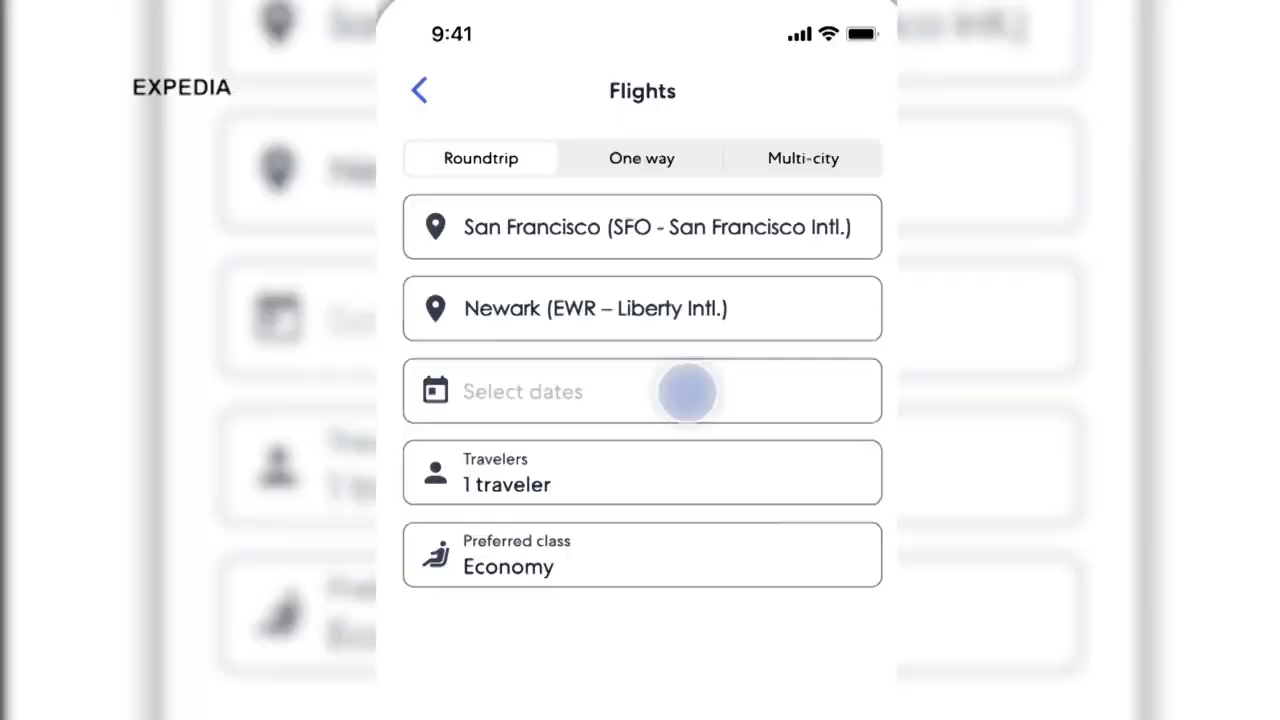 9:41
EXPEDIA
Flights
Roundtrip One way Multi-city
San Francisco (SFO - San Francisco Intl.)
Newark (EWR – Liberty Intl.)
Select dates
Travelers
1 traveler
Preferred class
Economy